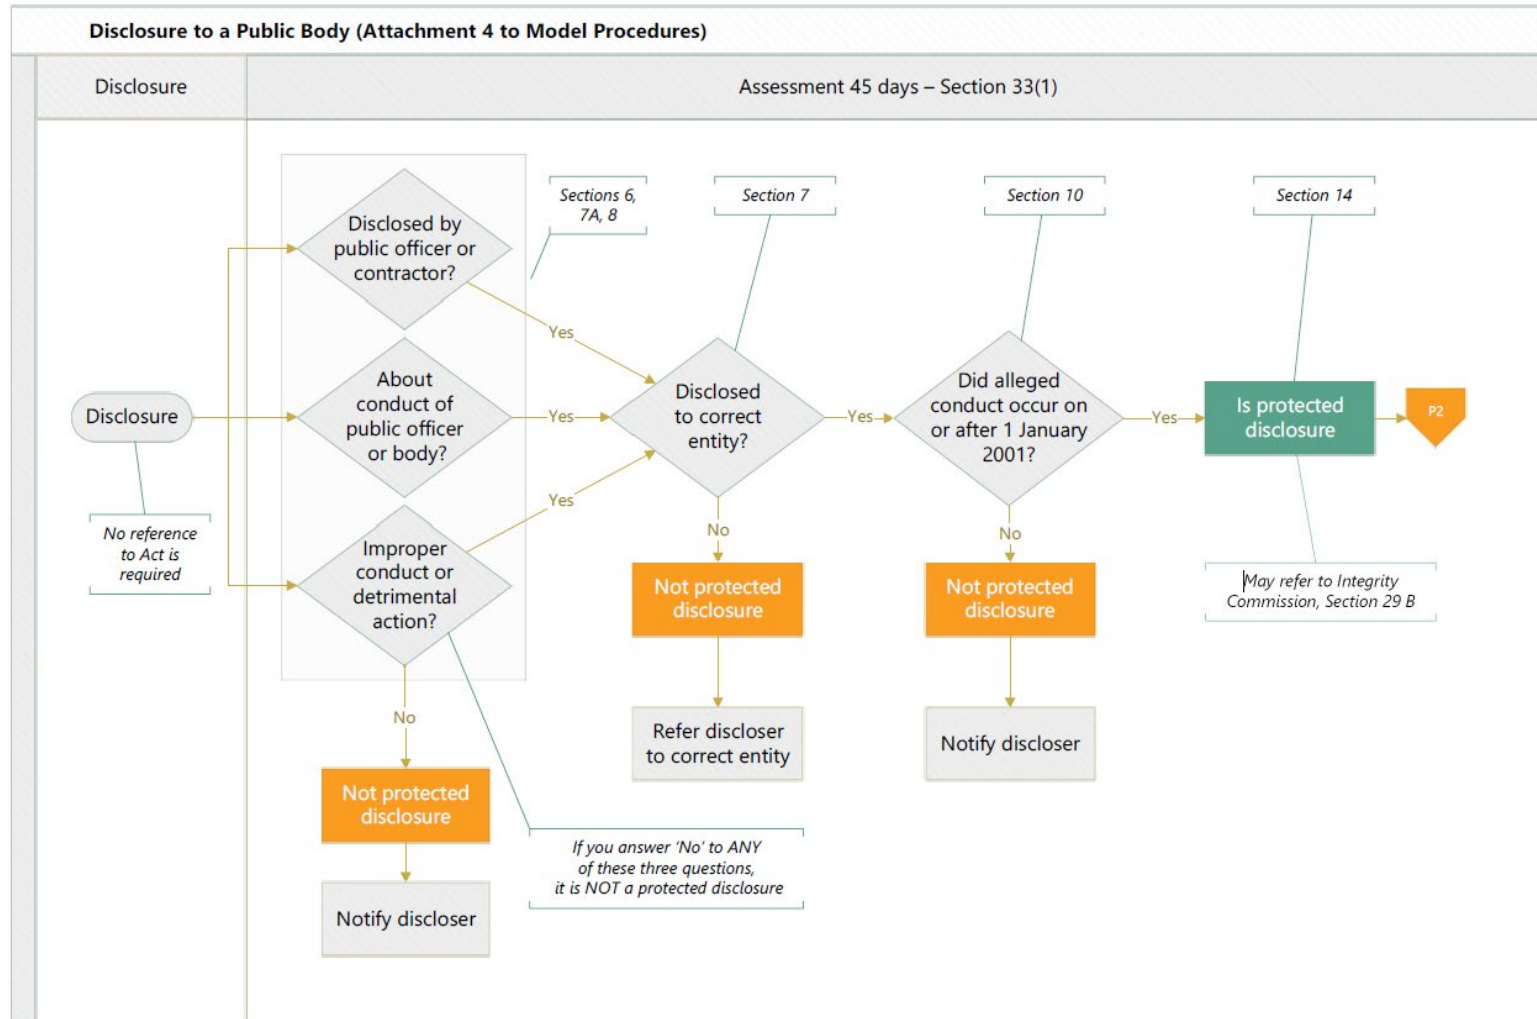 Disclosure to a Public Body (Attachment 4 to Model Procedures)
Disclosure
Assessment 45 days – Section 33(1)
Disclosure
No reference
to Act is
required
Disclosed by
public officer or
contractor?
Sections 6,
7A, 8
Yes
About
conduct of
public officer
or body?
Yes
Improper
conduct or
detrimental
action?
Yes
No
Not protected
disclosure
Notify discloser
If you answer ‘No’ to ANY
of these three questions,
it is NOT a protected disclosure
Section 7
Disclosed
to correct
entity?
Yes
No
Not protected
disclosure
Refer discloser
to correct entity
Section 10
Did alleged
conduct occur on
or after 1 January
2001?
Yes
No
Not protected
disclosure
Notify discloser
Section 14
Is protected
disclosure
P2
May refer to Integrity
Commission, Section 29 B